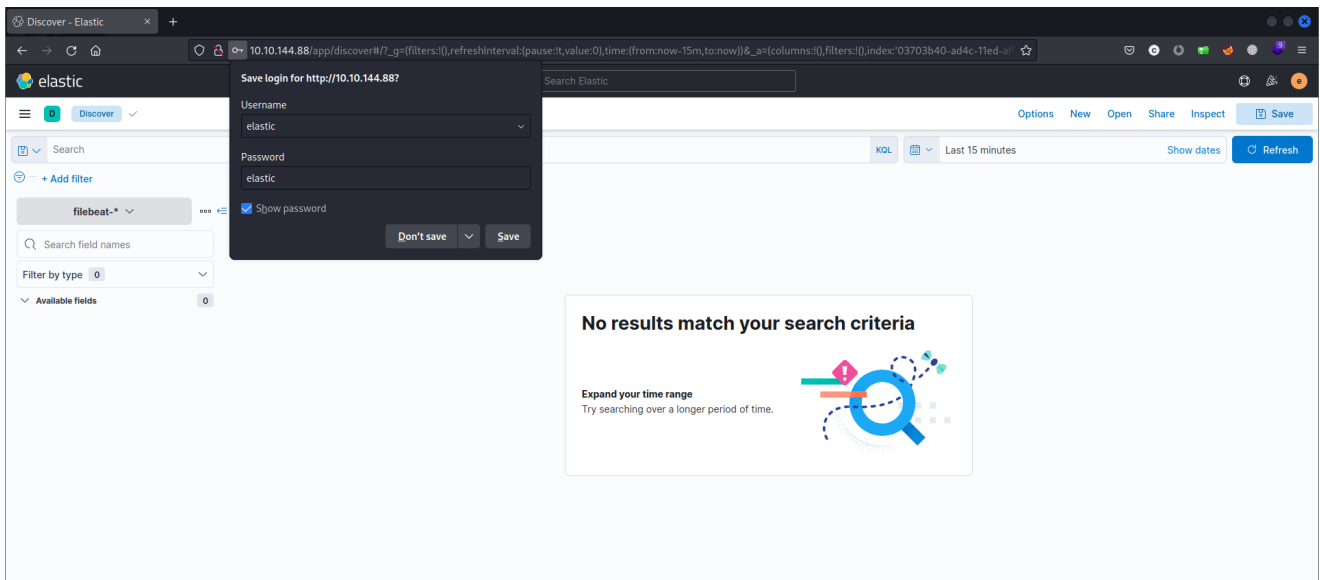 Discover - Elastic × +
10.10.144.88/app/discover#/?_g=(filters:!(),refreshInterval:(pause:!t,value:0),time:(from:now-15m,to:now))&_a=(columns:!(),filters:!(),index:'03703b40-ad4c-11ed-a
elastic
Search Elastic
e
D Discover
Options New Open Share Inspect Save
Search
KQL
Last 15 minutes
Show dates
Refresh
+ Add filter
filebeat-*
Search field names
Filter by type 0
Available fields 0
Save login for http://10.10.144.88?
Username
elastic
Password
elastic
Show password
Don't save
Save
No results match your search criteria
Expand your time range
Try searching over a longer period of time.